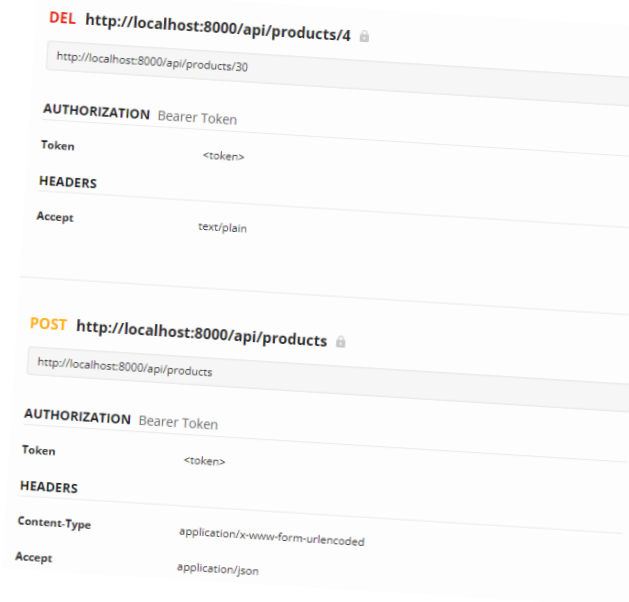 DEL http://localhost:8000/api/products/4
http://localhost:8000/api/products/30
AUTHORIZATION Bearer Token
Token <token>
HEADERS
Accept text/plain
POST http://localhost:8000/api/products
http://localhost:8000/api/products
AUTHORIZATION Bearer Token
Token <token>
HEADERS
Content-Type application/x-www-form-urlencoded
Accept application/json